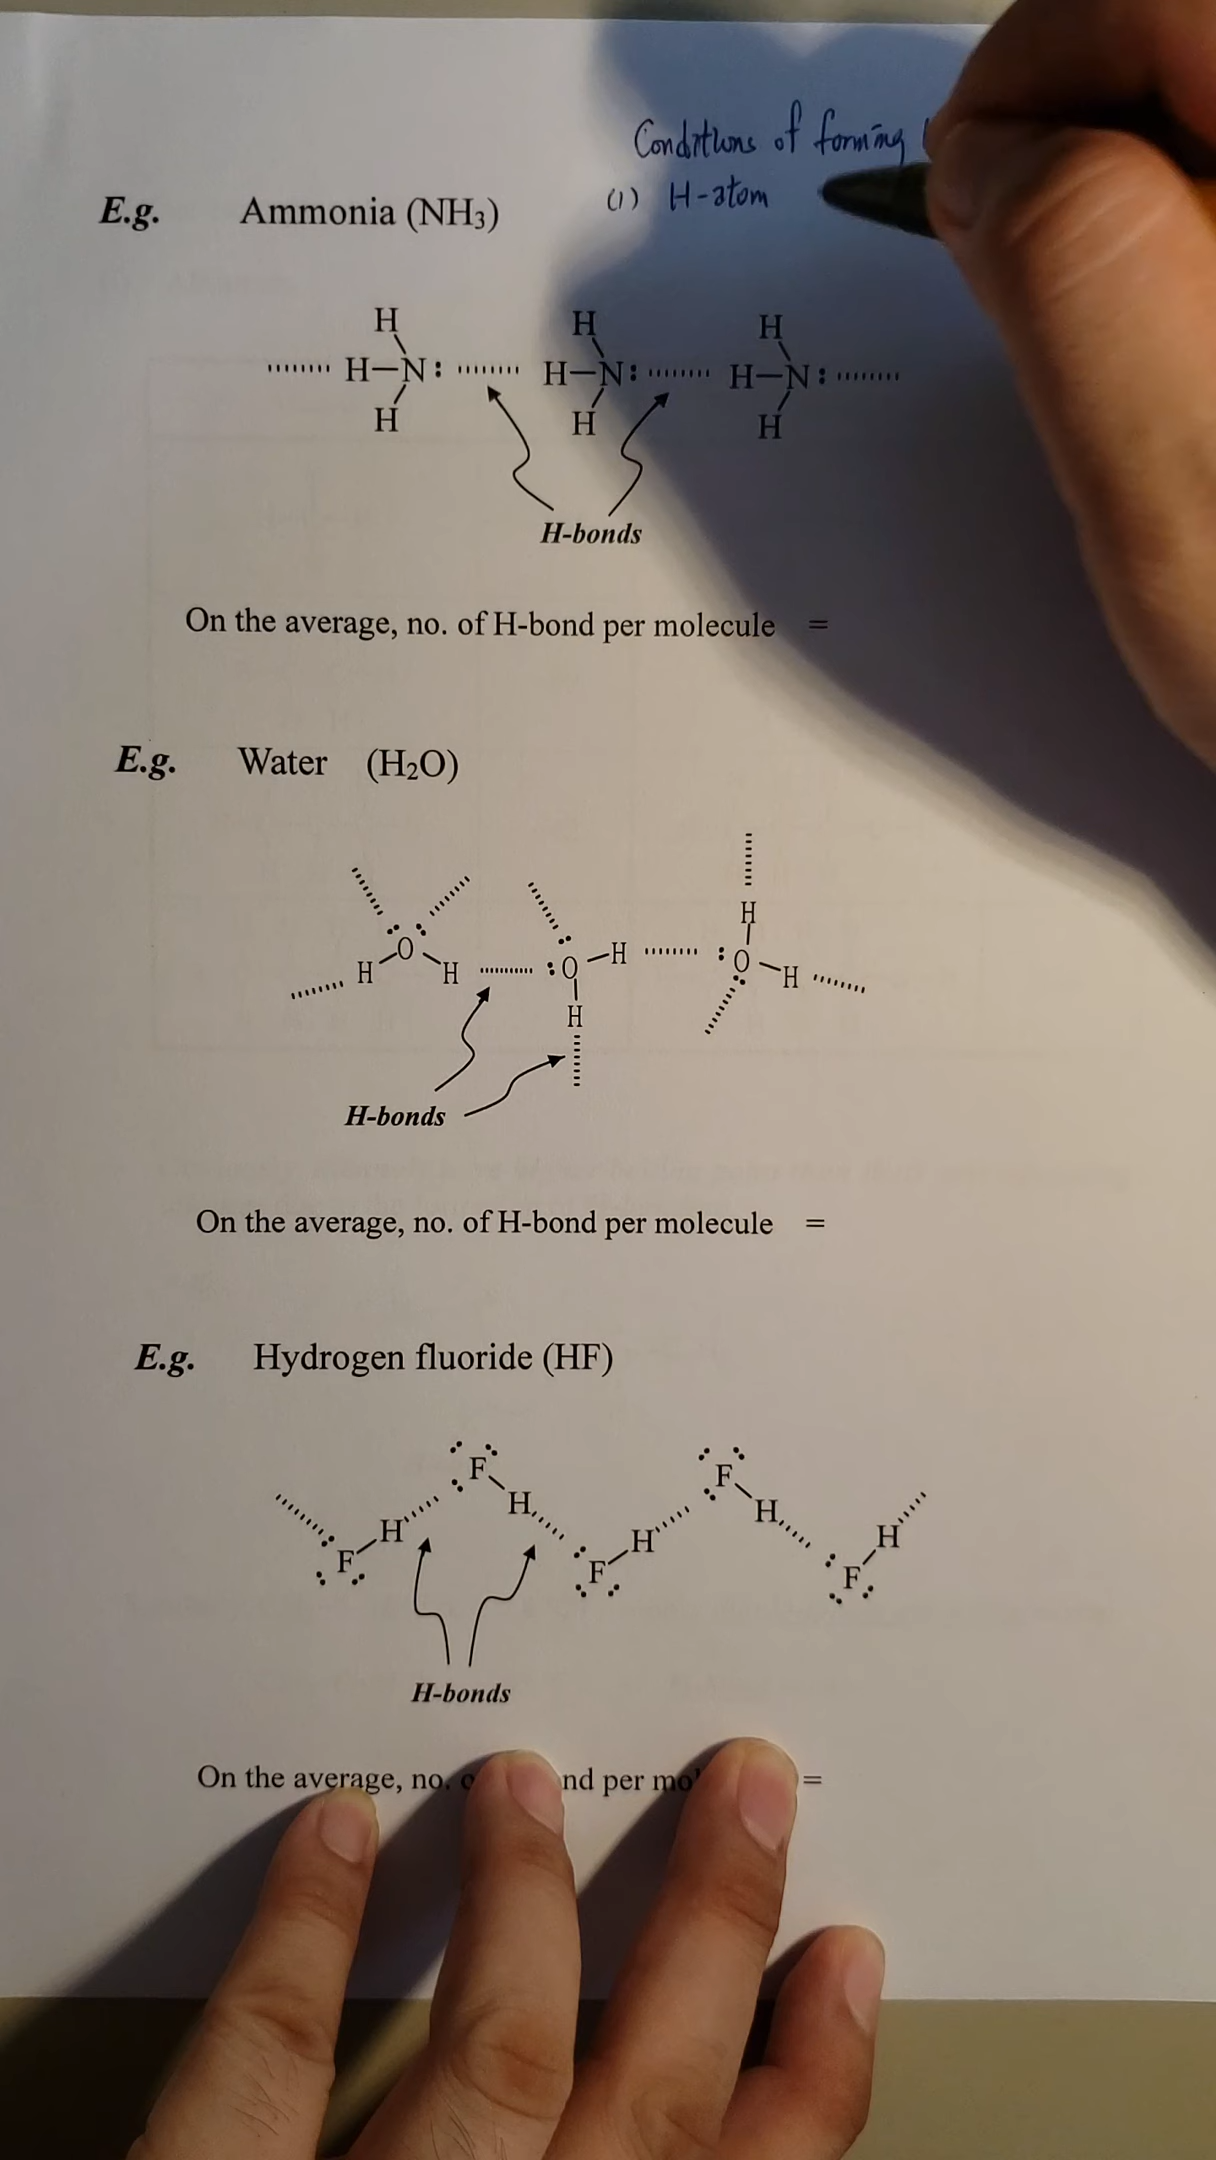 Conditions of forming
(1) H-atom
E.g. Ammonia (NH₃)
H H H
H—N: H—N: H—N:
H H H
H-bonds
On the average, no. of H-bond per molecule =
E.g. Water (H₂O)
H
O H O O
H H H H
H-bonds
On the average, no. of H-bond per molecule =
E.g. Hydrogen fluoride (HF)
F F
H H H H H
F F F
H-bonds
On the average, no. nd per =